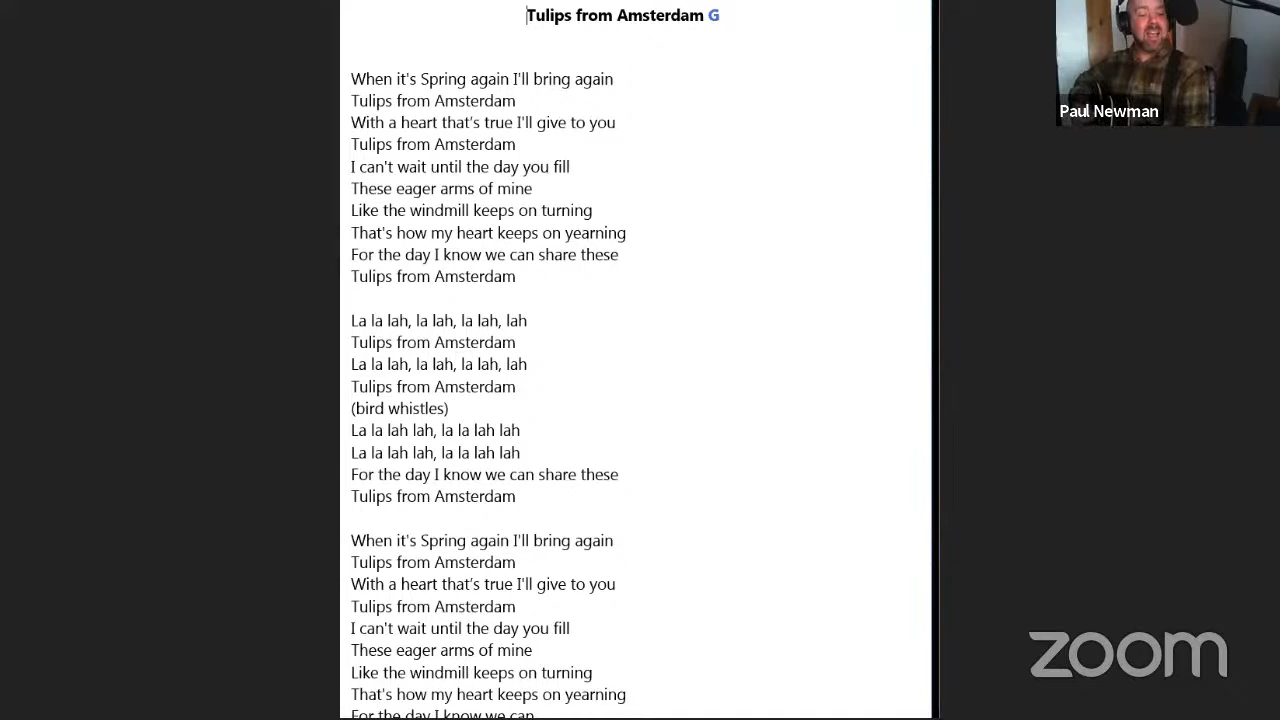 Tulips from Amsterdam G
When it's Spring again I'll bring again
Tulips from Amsterdam
With a heart that's true I'll give to you
Tulips from Amsterdam
I can't wait until the day you fill
These eager arms of mine
Like the windmill keeps on turning
That's how my heart keeps on yearning
For the day I know we can share these
Tulips from Amsterdam
La la lah, la lah, la lah, lah
Tulips from Amsterdam
La la lah, la lah, la lah, lah
Tulips from Amsterdam
(bird whistles)
La la lah lah, la la lah lah
La la lah lah, la la lah lah
For the day I know we can share these
Tulips from Amsterdam
When it's Spring again I'll bring again
Tulips from Amsterdam
With a heart that's true I'll give to you
Tulips from Amsterdam
I can't wait until the day you fill
These eager arms of mine
Like the windmill keeps on turning
That's how my heart keeps on yearning
For the day I know we can
Paul Newman
zoom